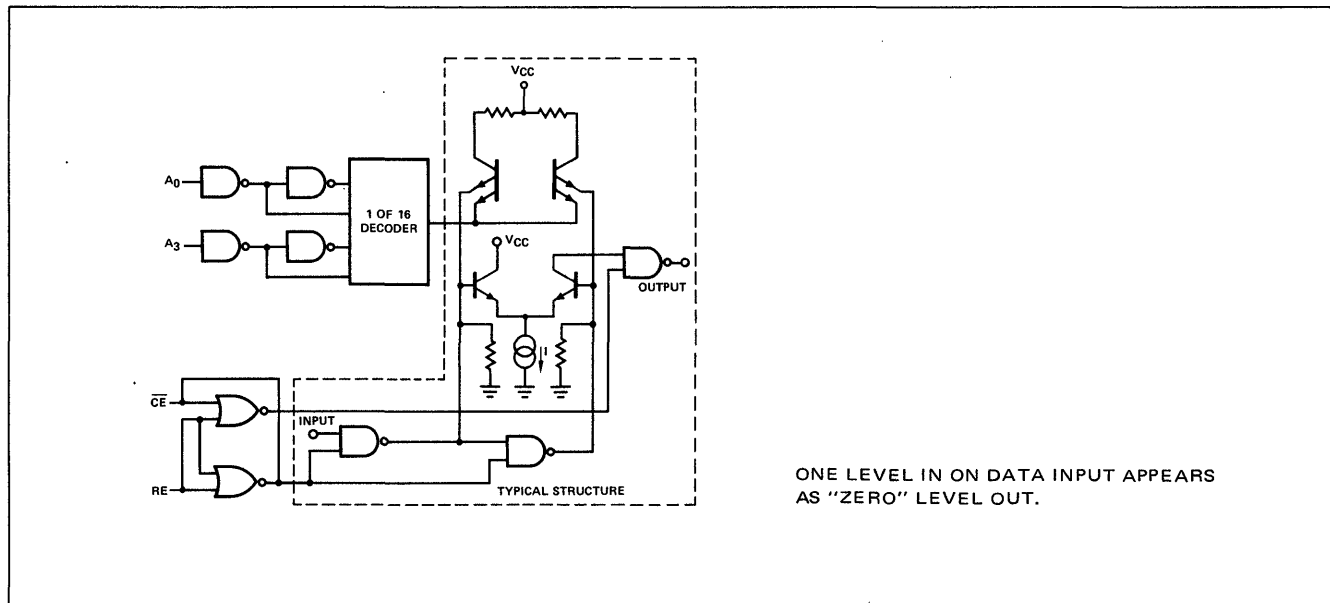 VCC
A0
A3
1 OF 16
DECODER
VCC
OUTPUT
I
CE
INPUT
RE
TYPICAL STRUCTURE
ONE LEVEL IN ON DATA INPUT APPEARS
AS "ZERO" LEVEL OUT.